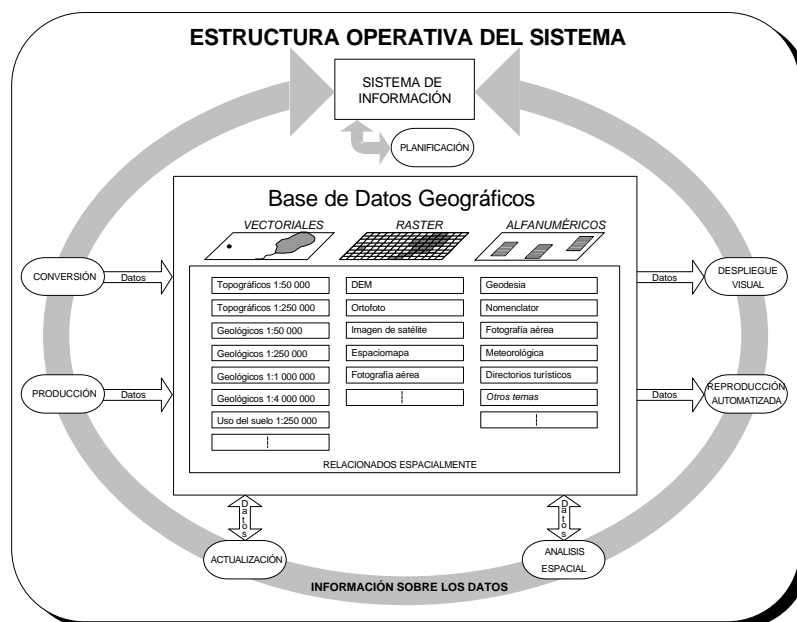 ESTRUCTURA OPERATIVA DEL SISTEMA
SISTEMA DE
INFORMACIÓN
PLANIFICACIÓN
Base de Datos Geográficos
VECTORIALES
RASTER
ALFANUMÉRICOS
CONVERSIÓN
Datos
PRODUCCIÓN
Datos
Topográficos 1:50 000
Topográficos 1:250 000
Geológicos 1:50 000
Geológicos 1:250 000
Geológicos 1:1 000 000
Geológicos 1:4 000 000
Uso del suelo 1:250 000
DEM
Ortofoto
Imagen de satélite
Espaciomapa
Fotografía aérea
Geodesia
Nomenclator
Fotografía aérea
Meteorológica
Directorios turísticos
Otros temas
RELACIONADOS ESPACIALMENTE
Datos
DESPLIEGUE
VISUAL
Datos
REPRODUCCIÓN
AUTOMATIZADA
Datos
ACTUALIZACIÓN
Datos
ANALISIS
ESPACIAL
INFORMACIÓN SOBRE LOS DATOS